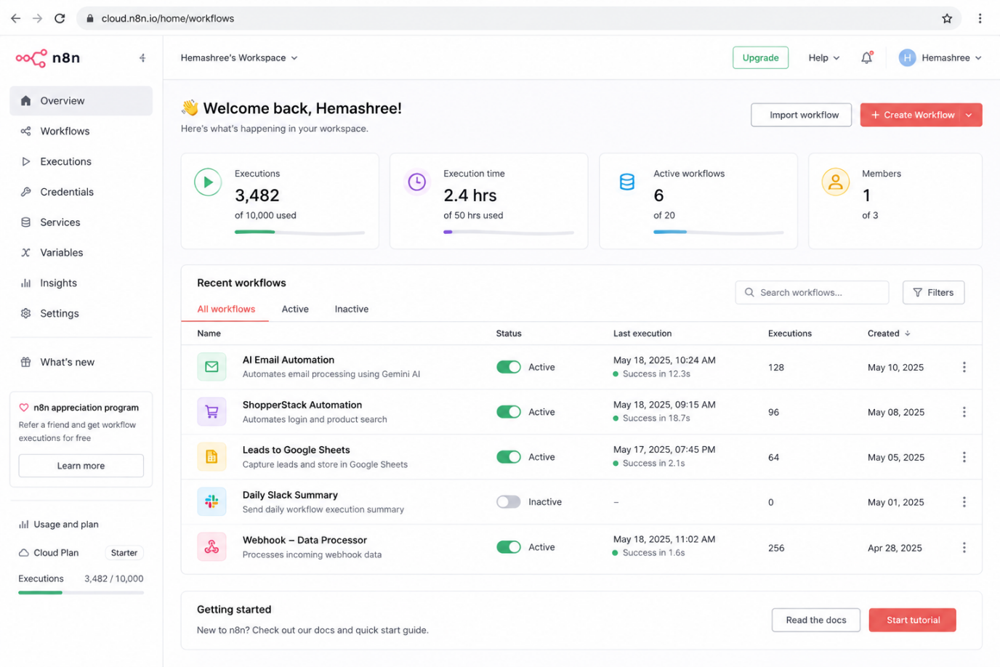 cloud.n8n.io/home/workflows
n8n
Hemashree's Workspace
Upgrade
Help
H
Hemashree
Overview
Workflows
Executions
Credentials
Services
Variables
Insights
Settings
What's new
n8n appreciation program
Refer a friend and get workflow
executions for free
Learn more
Usage and plan
Cloud Plan Starter
Executions 3,482 / 10,000
👋 Welcome back, Hemashree!
Here's what's happening in your workspace.
Import workflow
+ Create Workflow
Executions
3,482
of 10,000 used
Execution time
2.4 hrs
of 50 hrs used
Active workflows
6
of 20
Members
1
of 3
Recent workflows
Search workflows...
Filters
All workflows Active Inactive
Name Status Last execution Executions Created ↓
AI Email Automation
Automates email processing using Gemini AI
Active
May 18, 2025, 10:24 AM
Success in 12.3s
128
May 10, 2025
ShopperStack Automation
Automates login and product search
Active
May 18, 2025, 09:15 AM
Success in 18.7s
96
May 08, 2025
Leads to Google Sheets
Capture leads and store in Google Sheets
Active
May 17, 2025, 07:45 PM
Success in 2.1s
64
May 05, 2025
Daily Slack Summary
Send daily workflow execution summary
Inactive
–
0
May 01, 2025
Webhook – Data Processor
Processes incoming webhook data
Active
May 18, 2025, 11:02 AM
Success in 1.6s
256
Apr 28, 2025
Getting started
New to n8n? Check out our docs and quick start guide.
Read the docs
Start tutorial